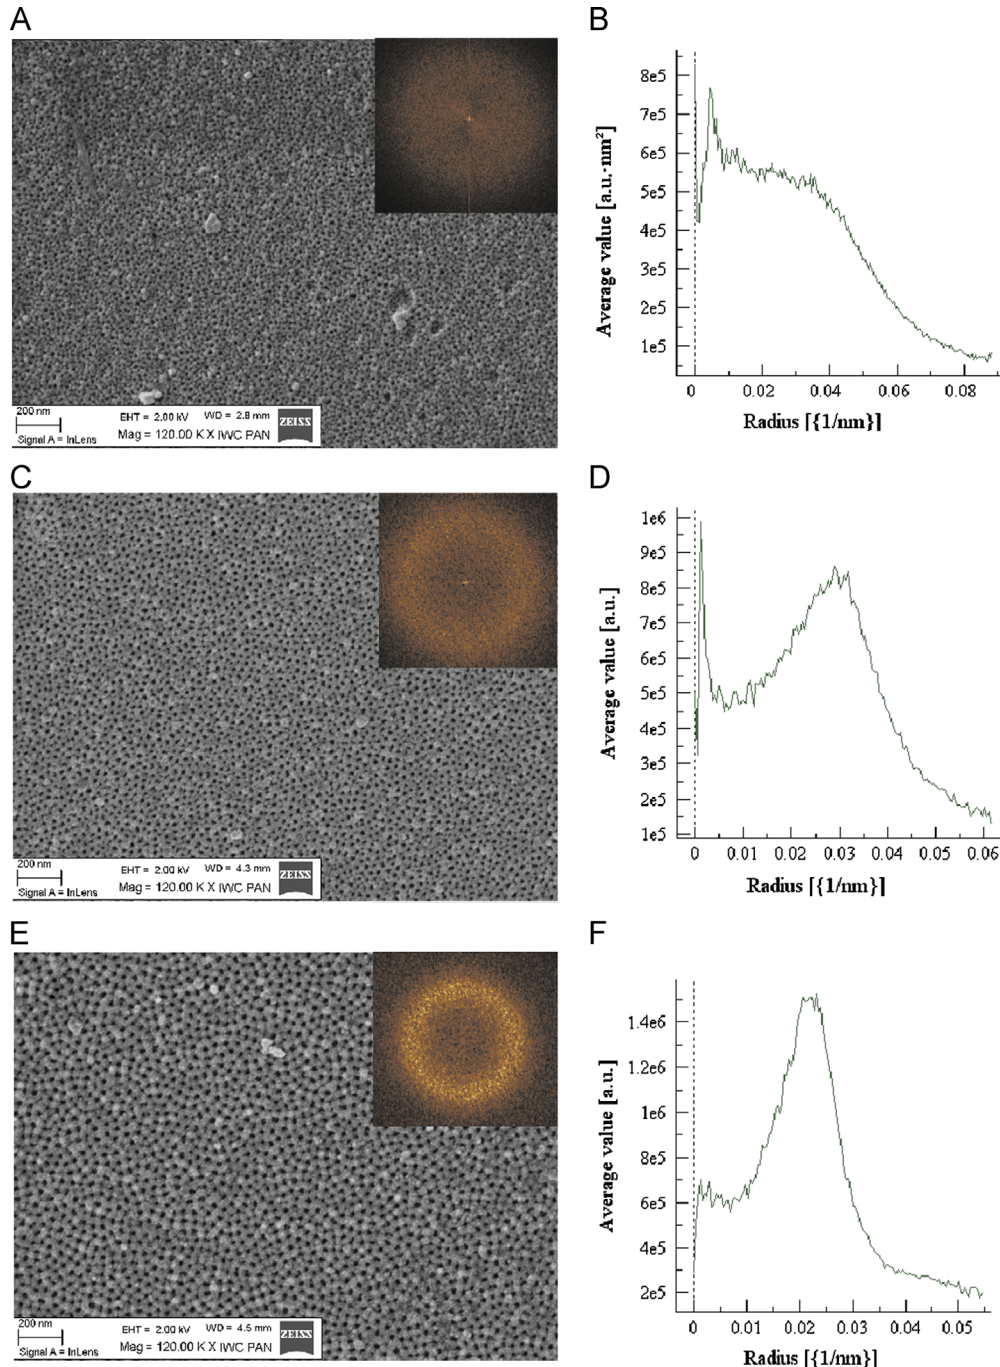 A
B
8e5
7e5
6e5
5e5
4e5
3e5
2e5
1e5
Average value [a.u.·nm²]
0
0.02
0.04
0.06
0.08
Radius [{1/nm}]
200 nm
EHT = 2.00 kV
WD = 2.8 mm
Signal A = InLens
Mag = 120.00 K X IWC PAN
ZEISS
C
D
1e6
9e5
8e5
7e5
6e5
5e5
4e5
3e5
2e5
1e5
Average value [a.u.]
0
0.01
0.02
0.03
0.04
0.05
0.06
Radius [{1/nm}]
200 nm
EHT = 2.00 kV
WD = 4.3 mm
Signal A = InLens
Mag = 120.00 K X IWC PAN
ZEISS
E
F
1.4e6
1.2e6
1e6
8e5
6e5
4e5
2e5
Average value [a.u.]
0
0.01
0.02
0.03
0.04
0.05
Radius [{1/nm}]
200 nm
EHT = 2.00 kV
WD = 4.5 mm
Signal A = InLens
Mag = 120.00 K X IWC PAN
ZEISS